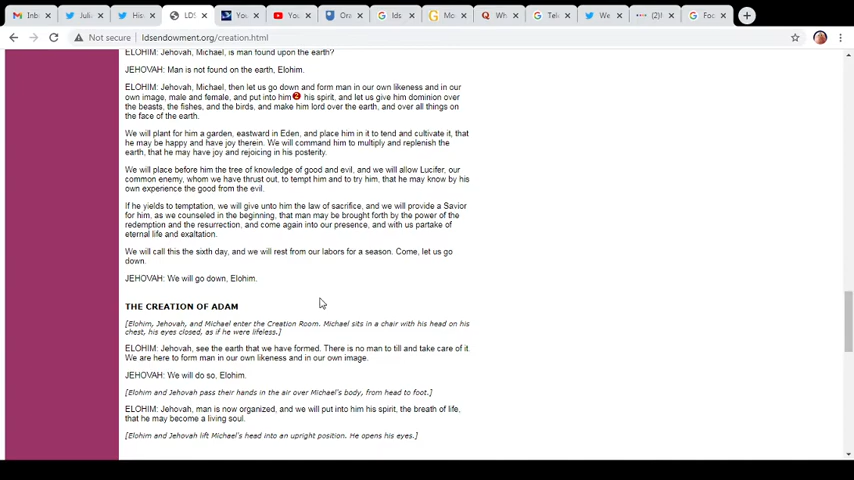 Inb
Julia
His
LDS
You
You
Ora
lds
Mo
Wh
Tele
We
(2)!
Foc
Not secure
ldsendowment.org/creation.html
ELOHIM: Jehovah, Michael, is man found upon the earth?
JEHOVAH: Man is not found on the earth, Elohim.
ELOHIM: Jehovah, Michael, then let us go down and form man in our own likeness and in our
own image, male and female, and put into him 2 his spirit, and let us give him dominion over
the beasts, the fishes, and the birds, and make him lord over the earth, and over all things on
the face of the earth.
We will plant for him a garden, eastward in Eden, and place him in it to tend and cultivate it, that
he may be happy and have joy therein. We will command him to multiply and replenish the
earth, that he may have joy and rejoicing in his posterity.
We will place before him the tree of knowledge of good and evil, and we will allow Lucifer, our
common enemy, whom we have thrust out, to tempt him and to try him, that he may know by his
own experience the good from the evil.
If he yields to temptation, we will give unto him the law of sacrifice, and we will provide a Savior
for him, as we counseled in the beginning, that man may be brought forth by the power of the
redemption and the resurrection, and come again into our presence, and with us partake of
eternal life and exaltation.
We will call this the sixth day, and we will rest from our labors for a season. Come, let us go
down.
JEHOVAH: We will go down, Elohim.
THE CREATION OF ADAM
[Elohim, Jehovah, and Michael enter the Creation Room. Michael sits in a chair with his head on his
chest, his eyes closed, as if he were lifeless.]
ELOHIM: Jehovah, see the earth that we have formed. There is no man to till and take care of it.
We are here to form man in our own likeness and in our own image.
JEHOVAH: We will do so, Elohim.
[Elohim and Jehovah pass their hands in the air over Michael's body, from head to foot.]
ELOHIM: Jehovah, man is now organized, and we will put into him his spirit, the breath of life,
that he may become a living soul.
[Elohim and Jehovah lift Michael's head into an upright position. He opens his eyes.]